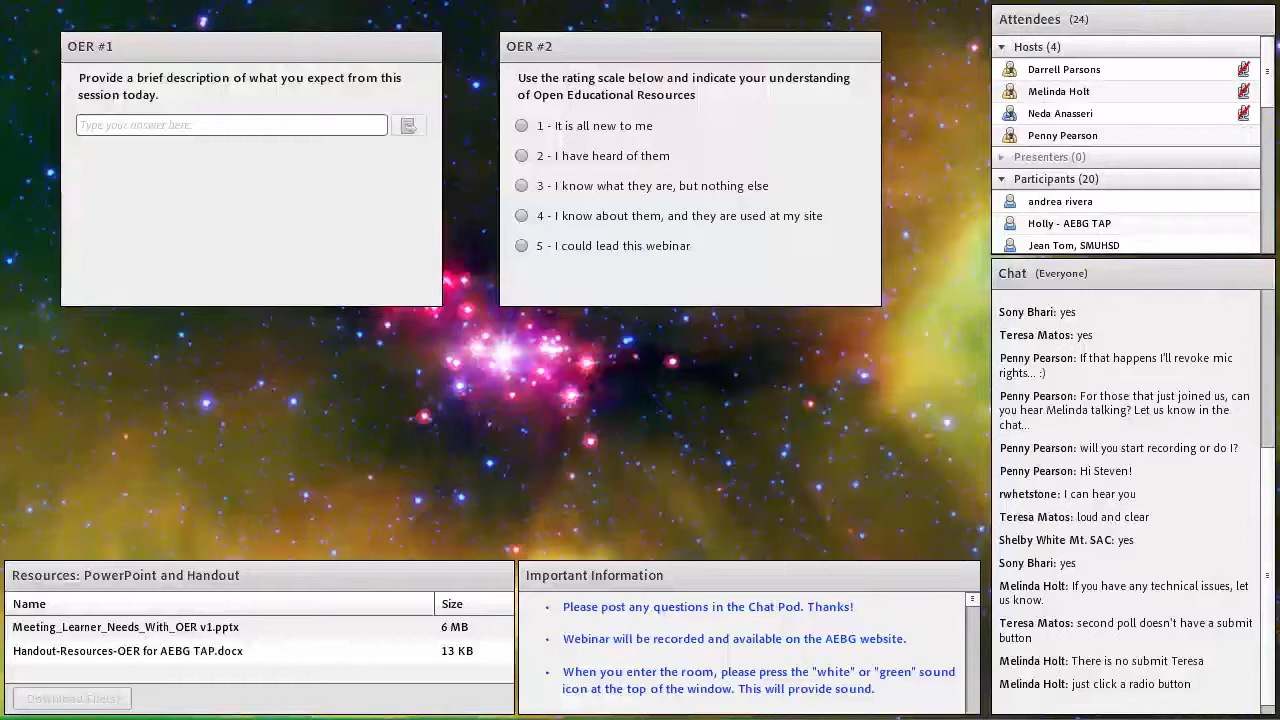 OER #1
Provide a brief description of what you expect from this
session today.
Type your answer here.
OER #2
Use the rating scale below and indicate your understanding
of Open Educational Resources
1 - It is all new to me
2 - I have heard of them
3 - I know what they are, but nothing else
4 - I know about them, and they are used at my site
5 - I could lead this webinar
Attendees (24)
Hosts (4)
Darrell Parsons
Melinda Holt
Neda Anasseri
Penny Pearson
Presenters (0)
Participants (20)
andrea rivera
Holly - AEBG TAP
Jean Tom, SMUHSD
Chat (Everyone)
Sony Bhari: yes
Teresa Matos: yes
Penny Pearson: If that happens I'll revoke mic
rights... :)
Penny Pearson: For those that just joined us, can
you hear Melinda talking? Let us know in the
chat...
Penny Pearson: will you start recording or do I?
Penny Pearson: Hi Steven!
rwhetstone: I can hear you
Teresa Matos: loud and clear
Shelby White Mt. SAC: yes
Sony Bhari: yes
Melinda Holt: If you have any technical issues, let
us know.
Teresa Matos: second poll doesn't have a submit
button
Melinda Holt: There is no submit Teresa
Melinda Holt: just click a radio button
Resources: PowerPoint and Handout
Name Size
Meeting_Learner_Needs_With_OER v1.pptx 6 MB
Handout-Resources-OER for AEBG TAP.docx 13 KB
Download File(s)
Important Information
• Please post any questions in the Chat Pod. Thanks!
• Webinar will be recorded and available on the AEBG website.
• When you enter the room, please press the "white" or "green" sound
icon at the top of the window. This will provide sound.